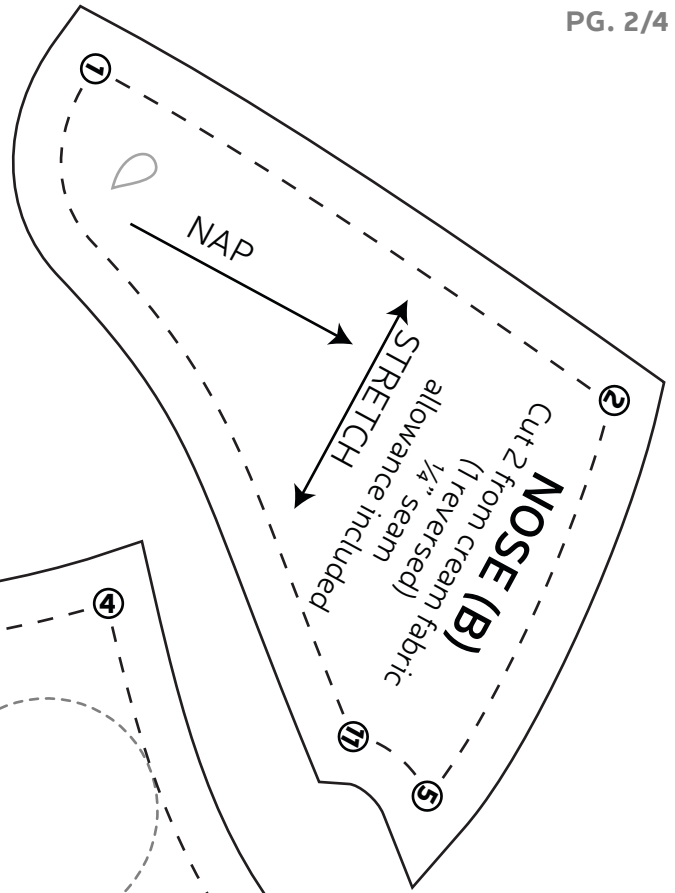 PG. 2/4
1
NAP
STRETCH
2
NOSE (B)
Cut 2 from cream fabric
(1 reversed)
¼” seam
allowance included
4
11
5